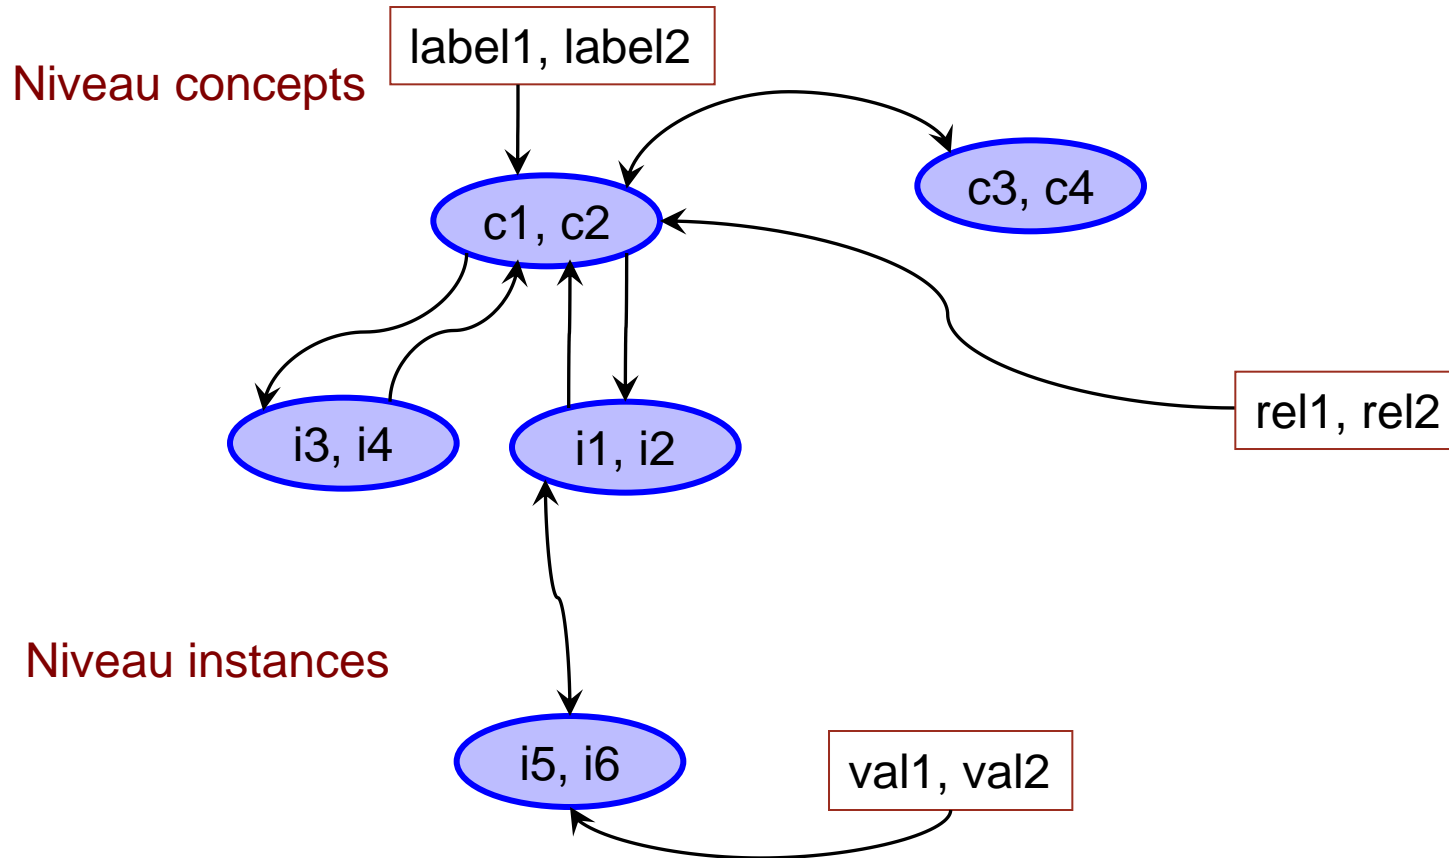 label1, label2
Niveau concepts
c3, c4
c1, c2
rel1, rel2
i3, i4
i1, i2
Niveau instances
i5, i6
val1, val2